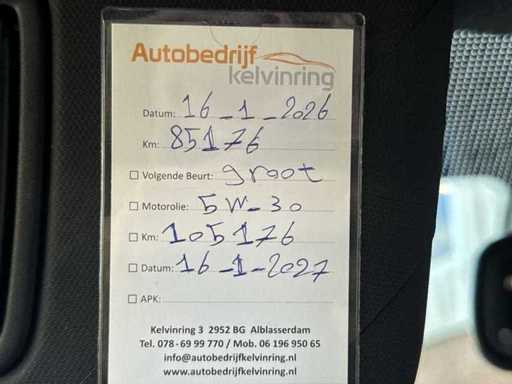 Autobedrijf
kelvinring
Datum: 16-1-2026
Km: 85176
Volgende Beurt: groot
Motorolie: 5W-30
Km: 105176
Datum: 16-1-2027
APK:
Kelvinring 3 2952 BG Alblasserdam
Tel. 078 - 69 99 770 / Mob. 06 196 950 65
info@autobedrijfkelvinring.nl
www.autobedrijfkelvinring.nl